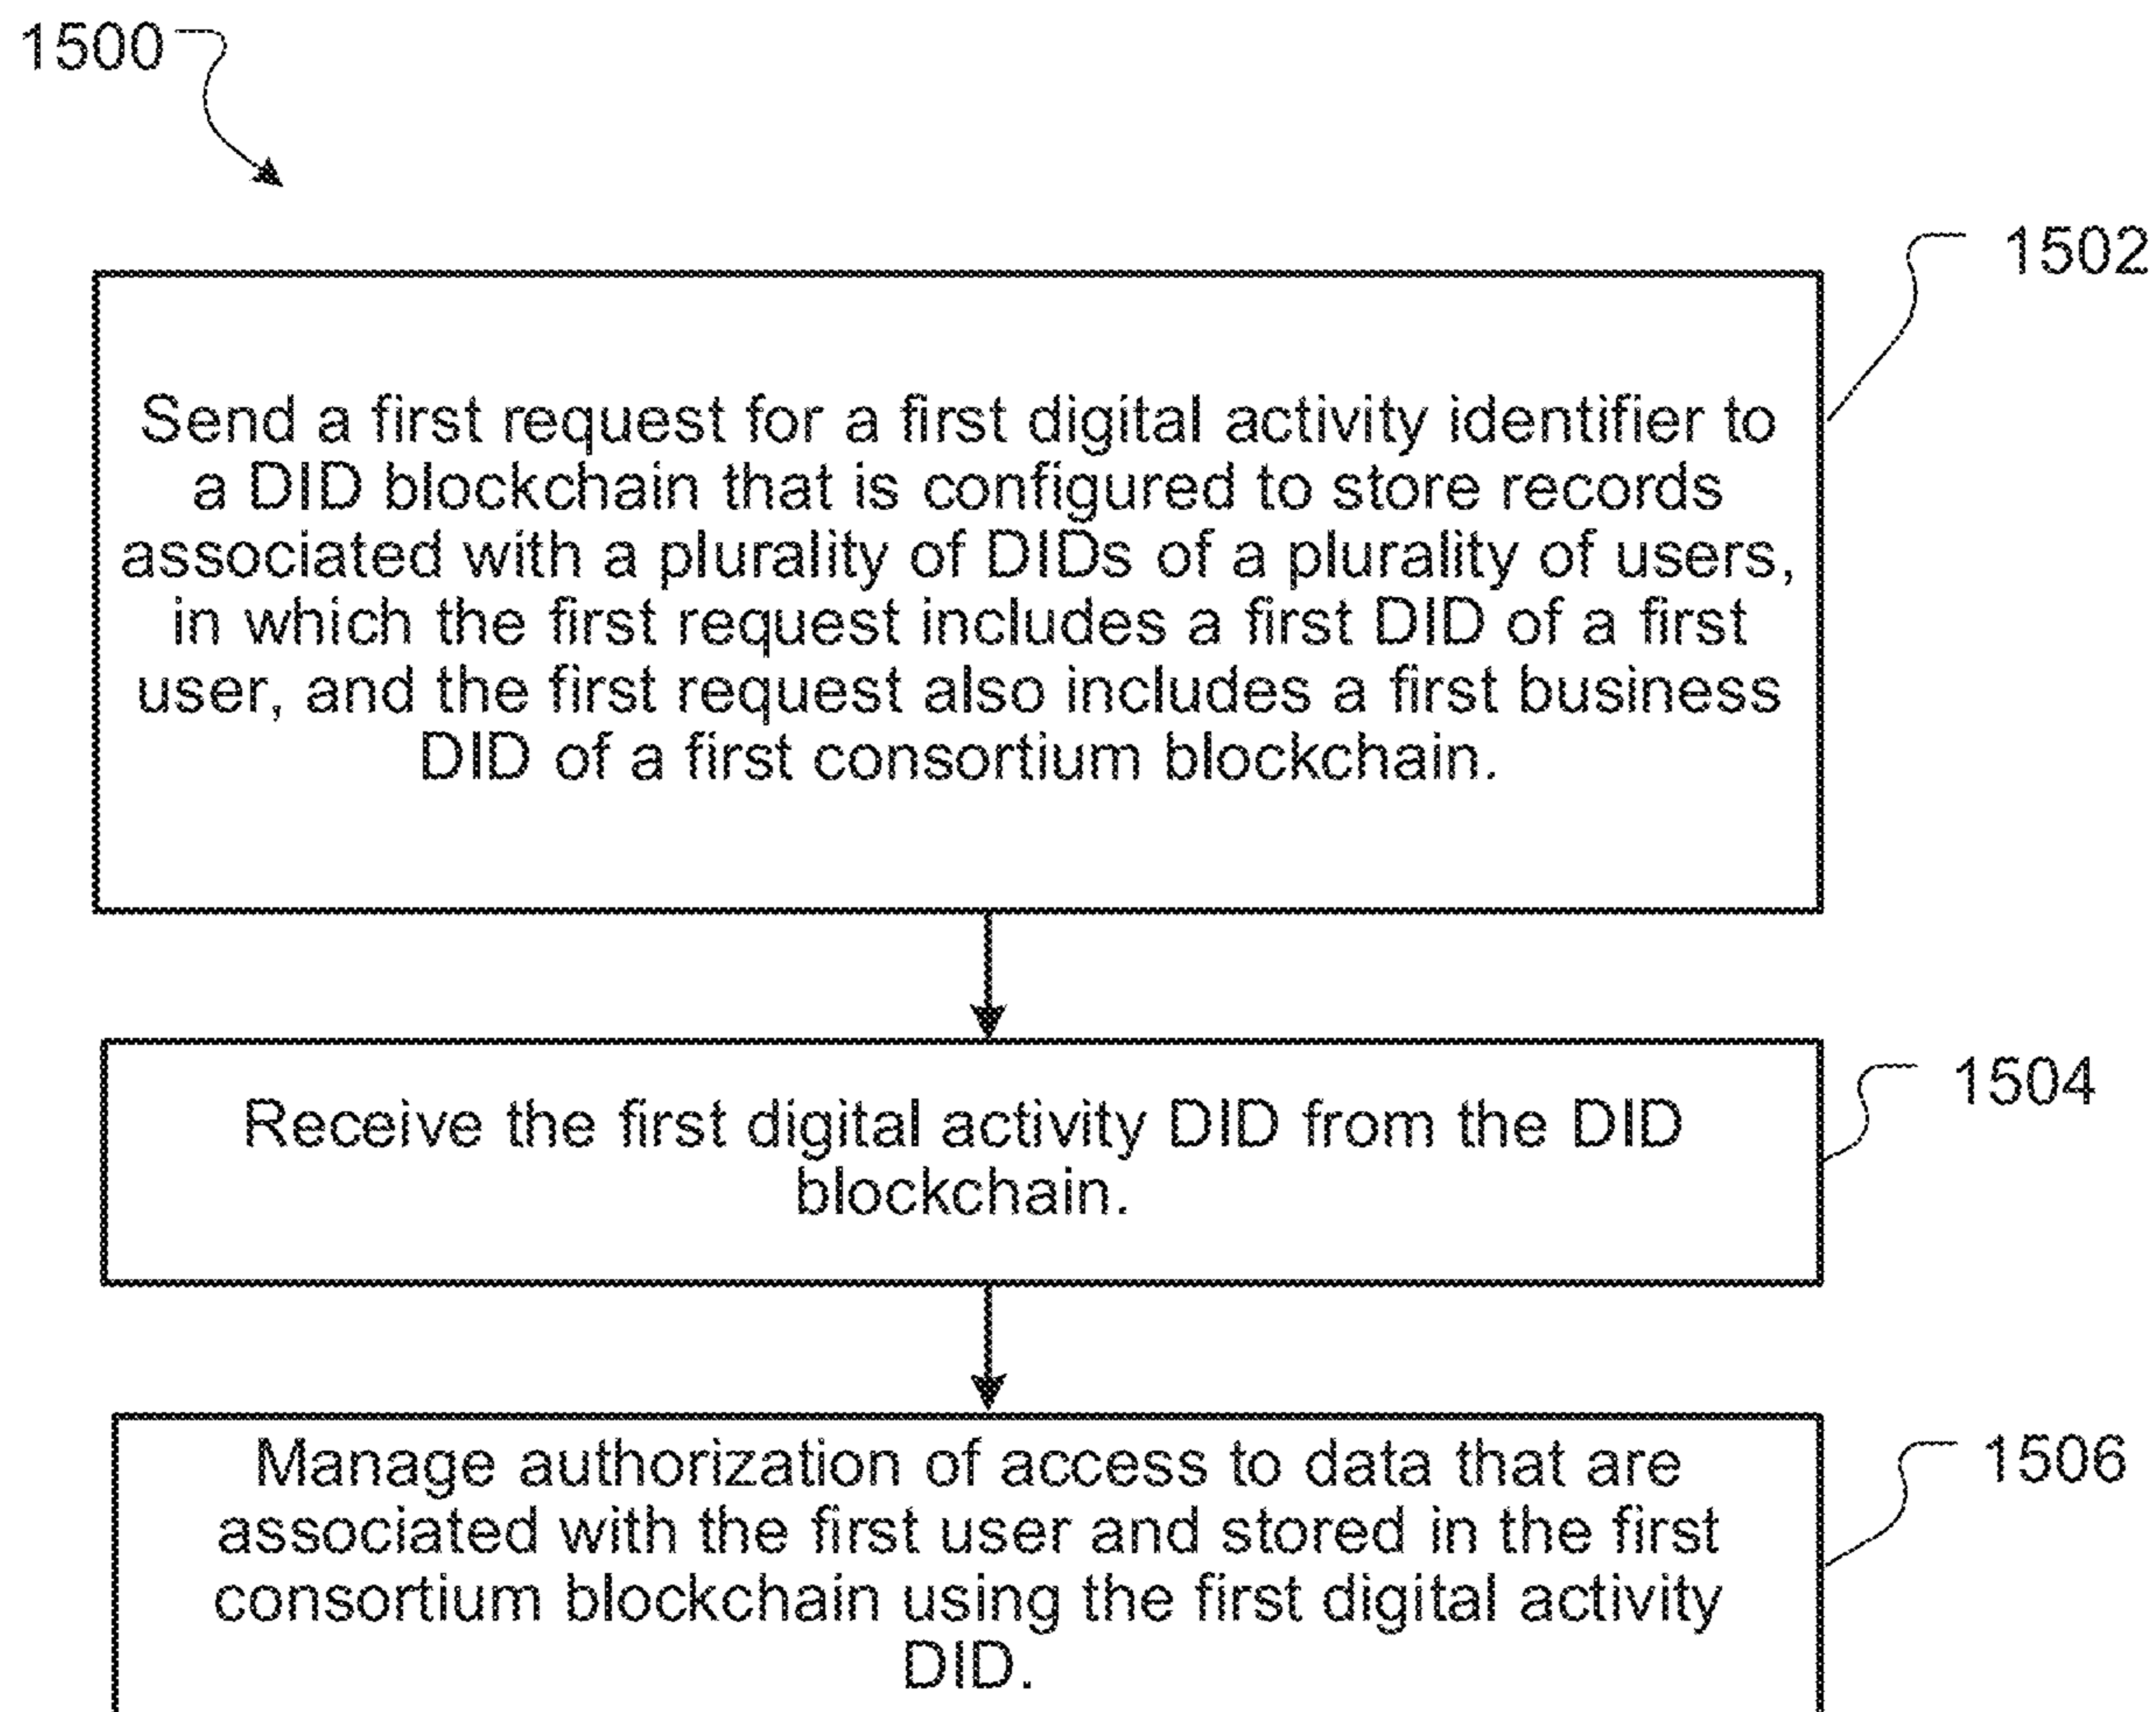 1500
1502
Send a first request for a first digital activity identifier to
a DID blockchain that is configured to store records
associated with a plurality of DIDs of a plurality of users,
in which the first request includes a first DID of a first
user, and the first request also includes a first business
DID of a first consortium blockchain.
1504
Receive the first digital activity DID from the DID
blockchain.
1506
Manage authorization of access to data that are
associated with the first user and stored in the first
consortium blockchain using the first digital activity
DID.